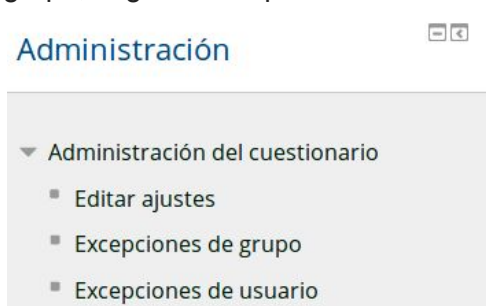 Administración
Administración del cuestionario
Editar ajustes
Excepciones de grupo
Excepciones de usuario